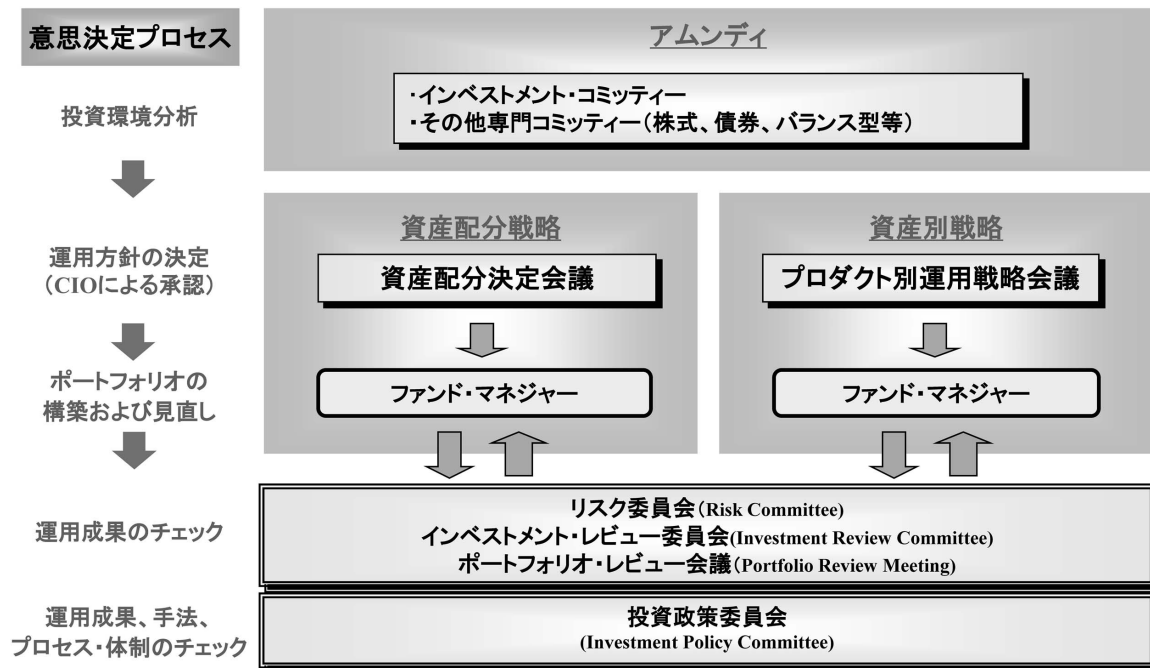 意思決定プロセス
アムンディ
・インベストメント・コミッティー
・その他専門コミッティー（株式、債券、バランス型等）
投資環境分析
資産配分戦略
資産別戦略
運用方針の決定
（CIOによる承認）
資産配分決定会議
プロダクト別運用戦略会議
ポートフォリオの
構築および見直し
ファンド・マネジャー
ファンド・マネジャー
運用成果のチェック
リスク委員会(Risk Committee)
インベストメント・レビュー委員会(Investment Review Committee)
ポートフォリオ・レビュー会議(Portfolio Review Meeting)
運用成果、手法、
プロセス・体制のチェック
投資政策委員会
(Investment Policy Committee)